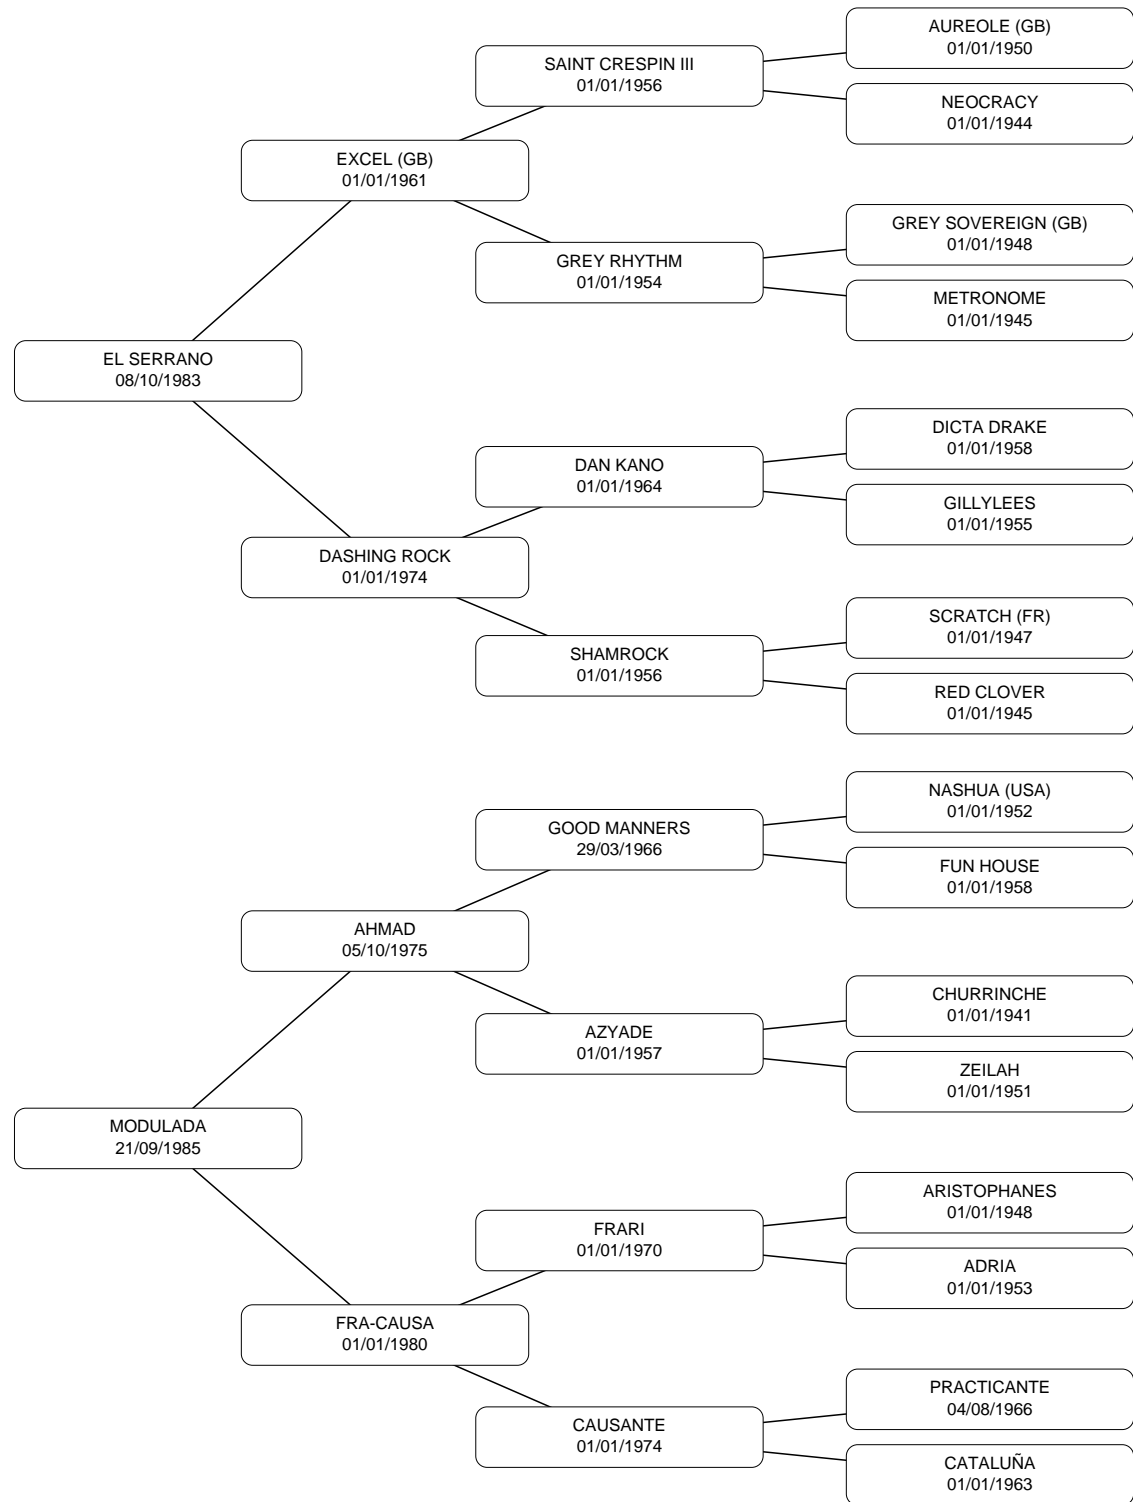 AUREOLE (GB)
01/01/1950
SAINT CRESPIN III
01/01/1956
NEOCRACY
01/01/1944
EXCEL (GB)
01/01/1961
GREY SOVEREIGN (GB)
01/01/1948
GREY RHYTHM
01/01/1954
METRONOME
01/01/1945
EL SERRANO
08/10/1983
DICTA DRAKE
01/01/1958
DAN KANO
01/01/1964
GILLYLEES
01/01/1955
DASHING ROCK
01/01/1974
SCRATCH (FR)
01/01/1947
SHAMROCK
01/01/1956
RED CLOVER
01/01/1945
NASHUA (USA)
01/01/1952
GOOD MANNERS
29/03/1966
FUN HOUSE
01/01/1958
AHMAD
05/10/1975
CHURRINCHE
01/01/1941
AZYADE
01/01/1957
ZEILAH
01/01/1951
MODULADA
21/09/1985
ARISTOPHANES
01/01/1948
FRARI
01/01/1970
ADRIA
01/01/1953
FRA-CAUSA
01/01/1980
PRACTICANTE
04/08/1966
CAUSANTE
01/01/1974
CATALUÑA
01/01/1963